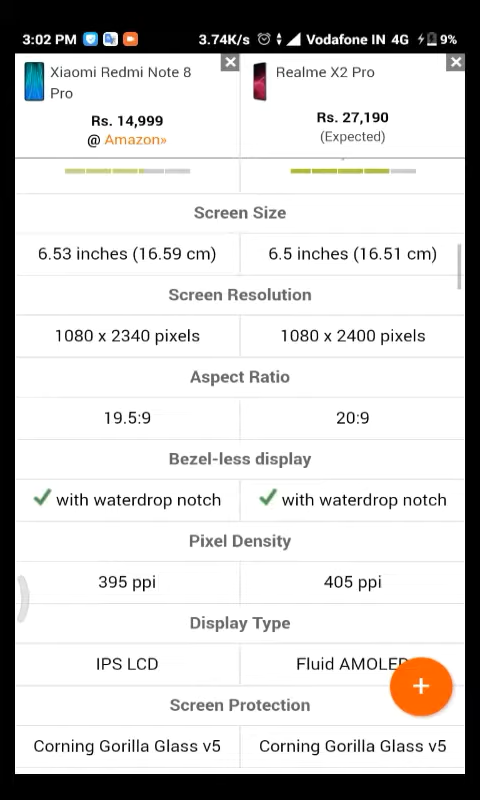 3:02 PM 3.74K/s Vodafone IN 4G 9%
Xiaomi Redmi Note 8 Pro
Rs. 14,999
@ Amazon»
Realme X2 Pro
Rs. 27,190
(Expected)
Screen Size
6.53 inches (16.59 cm) 6.5 inches (16.51 cm)
Screen Resolution
1080 x 2340 pixels 1080 x 2400 pixels
Aspect Ratio
19.5:9 20:9
Bezel-less display
with waterdrop notch with waterdrop notch
Pixel Density
395 ppi 405 ppi
Display Type
IPS LCD Fluid AMOLED
Screen Protection
Corning Gorilla Glass v5 Corning Gorilla Glass v5